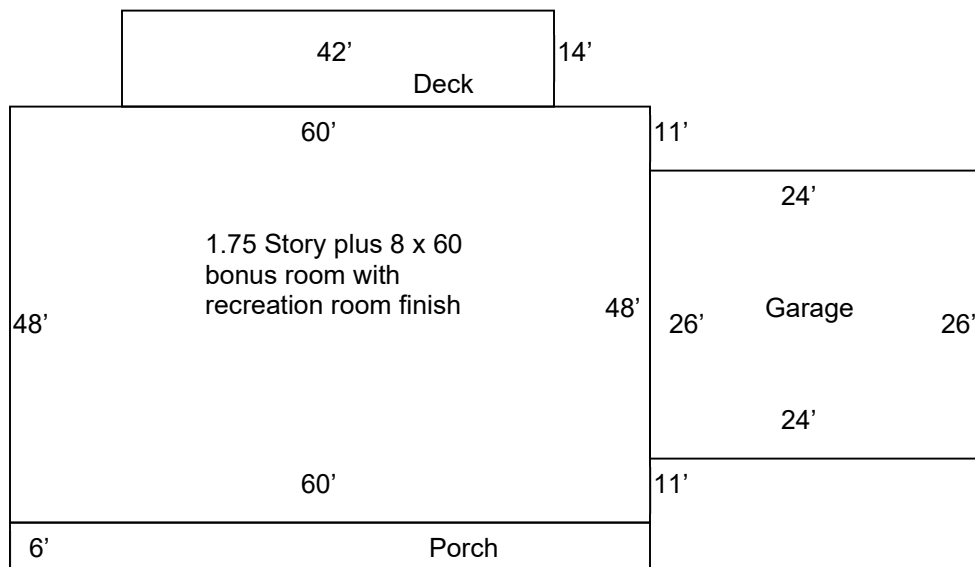 42’ 14’
Deck
60’ 11’
24’
1.75 Story plus 8 x 60
bonus room with
recreation room finish
48’ 48’ 26’ Garage 26’
24’
60’ 11’
6’ Porch